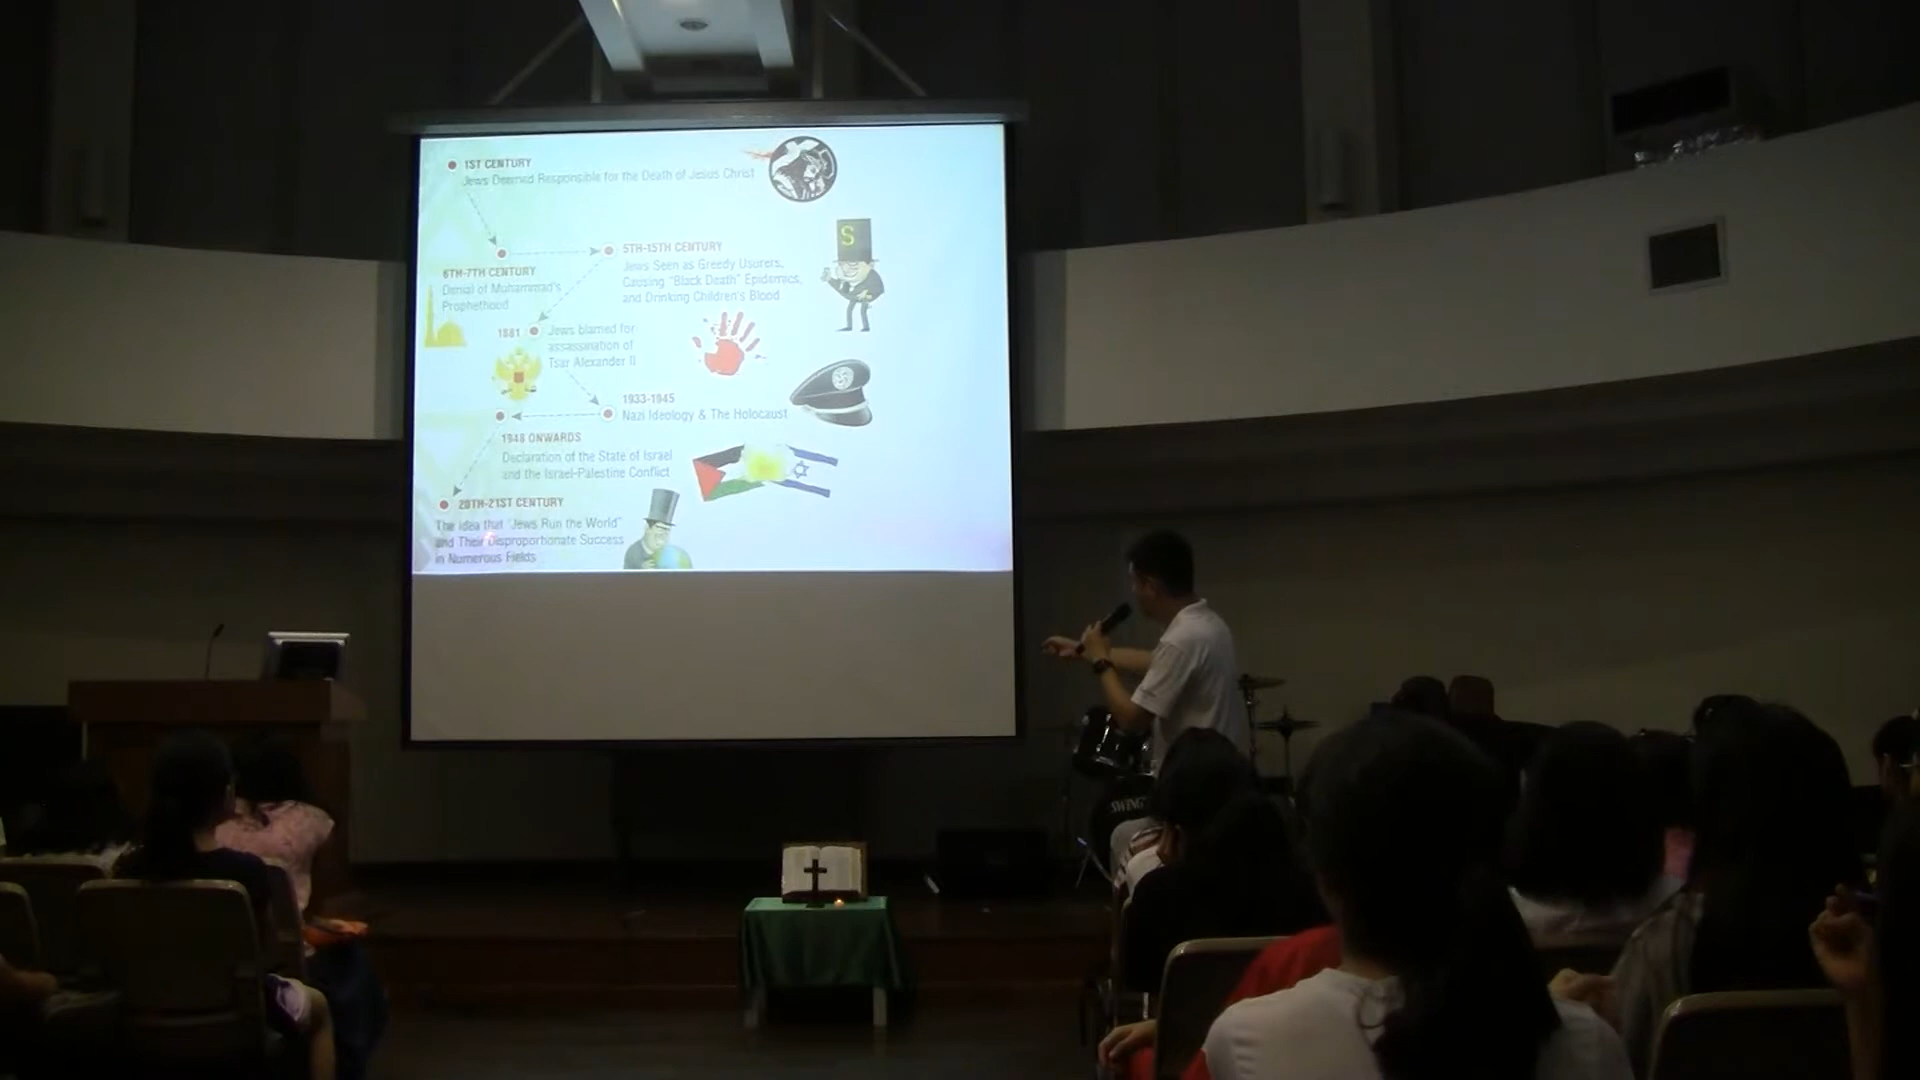 1ST CENTURY
Jews Deemed Responsible for the Death of Jesus Christ
6TH-7TH CENTURY
Denial of Muhammad's
Prophethood
5TH-15TH CENTURY
Jews Seen as Greedy Usurers,
Causing "Black Death" Epidemics,
and Drinking Children's Blood
S
1881
Jews blamed for
assassination of
Tsar Alexander II
1933-1945
Nazi Ideology & The Holocaust
1948 ONWARDS
Declaration of the State of Israel
and the Israel-Palestine Conflict
20TH-21ST CENTURY
The idea that "Jews Run the World"
and Their Disproportionate Success
in Numerous Fields
SWING